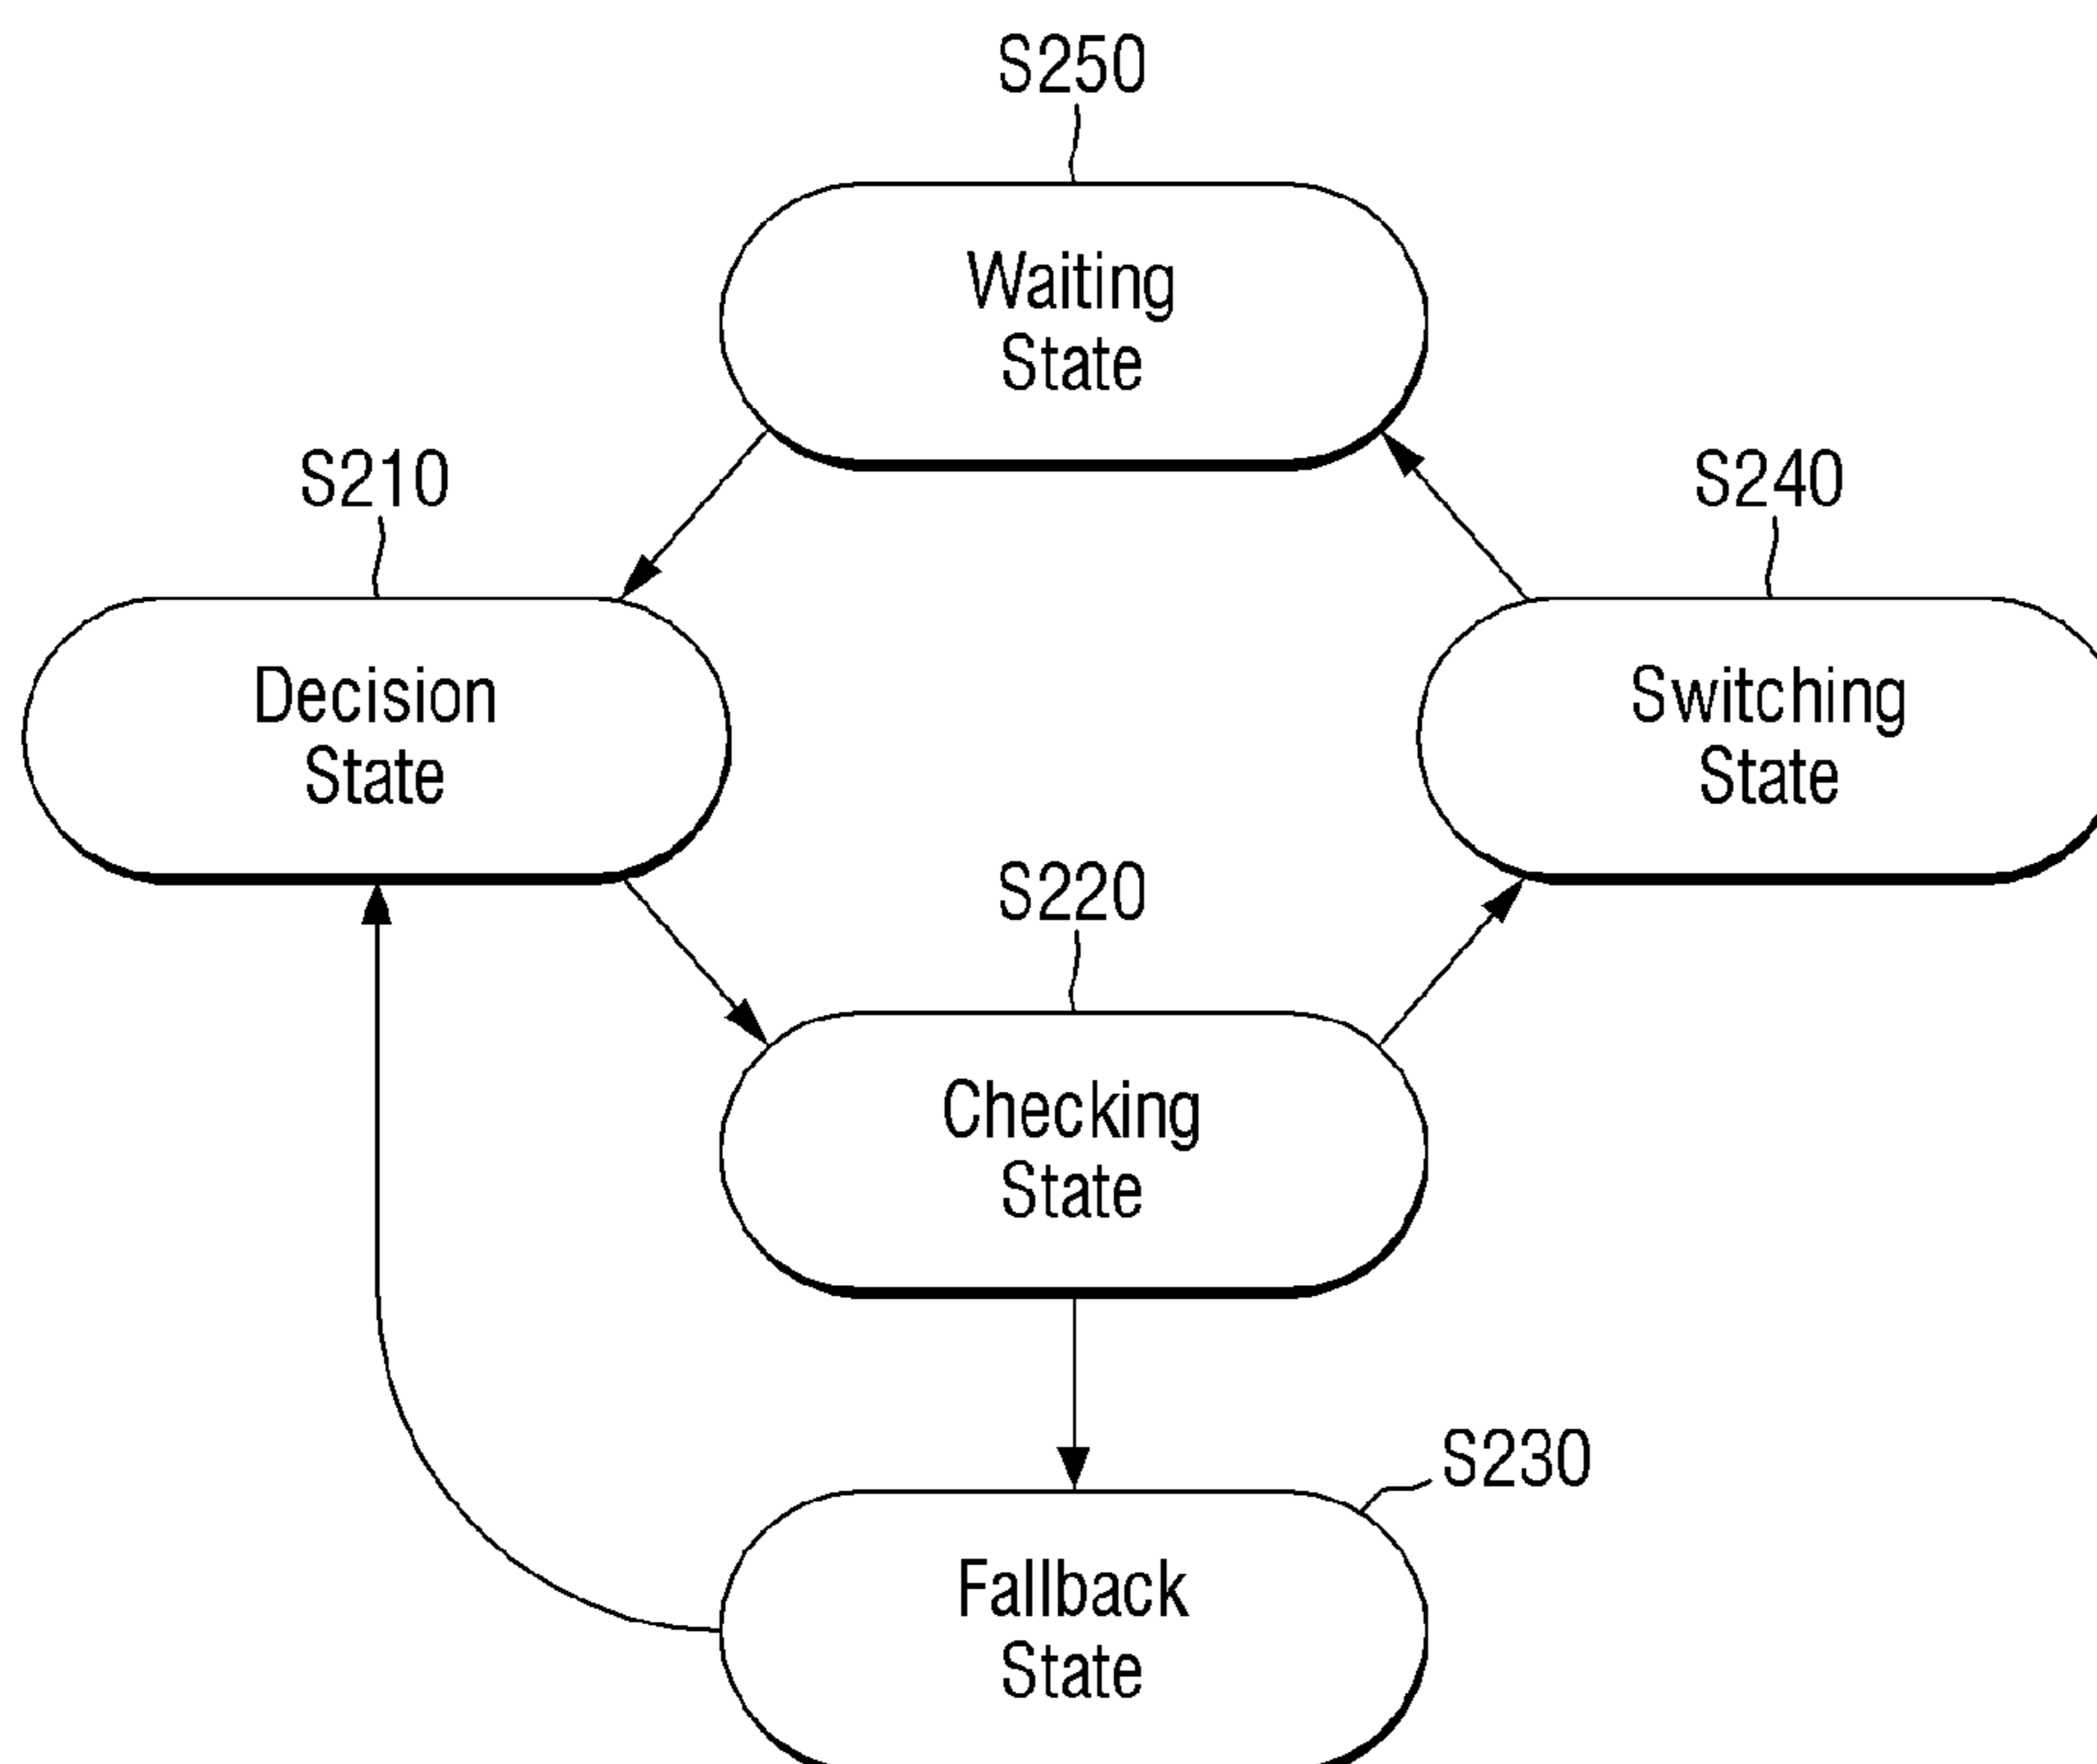 S250
Waiting
State
S210
Decision
State
S240
Switching
State
S220
Checking
State
S230
Fallback
State